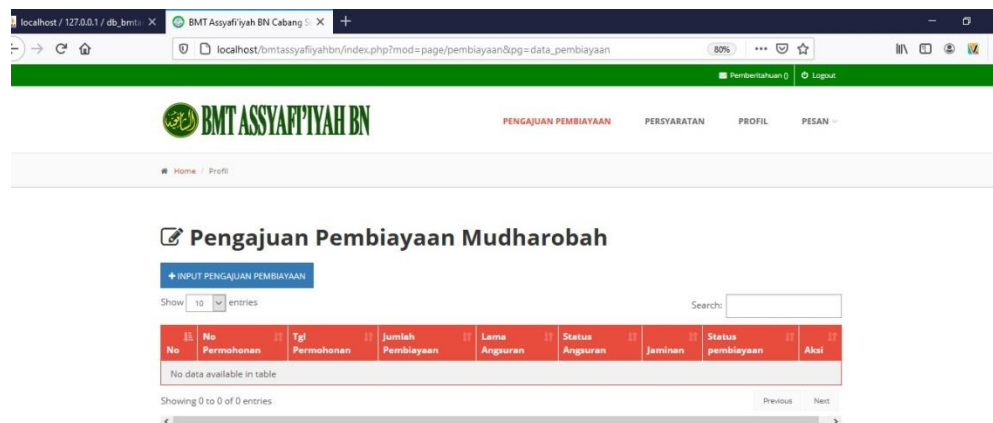 localhost / 127.0.0.1 / db_bmta
BMT Assyafi'iyah BN Cabang S
localhost/bmtassyafiiyahbn/index.php?mod=page/pembiayaan&pg=data_pembiayaan
80%
Pemberitahuan () Logout
BMT ASSYAFI'IYAH BN
PENGAJUAN PEMBIAYAAN PERSYARATAN PROFIL PESAN
Home / Profil
Pengajuan Pembiayaan Mudharobah
+ INPUT PENGAJUAN PEMBIAYAAN
Show 10 entries Search:
No No Permohonan Tgl Permohonan Jumlah Pembiayaan Lama Angsuran Status Angsuran Jaminan Status pembiayaan Aksi
No data available in table
Showing 0 to 0 of 0 entries Previous Next